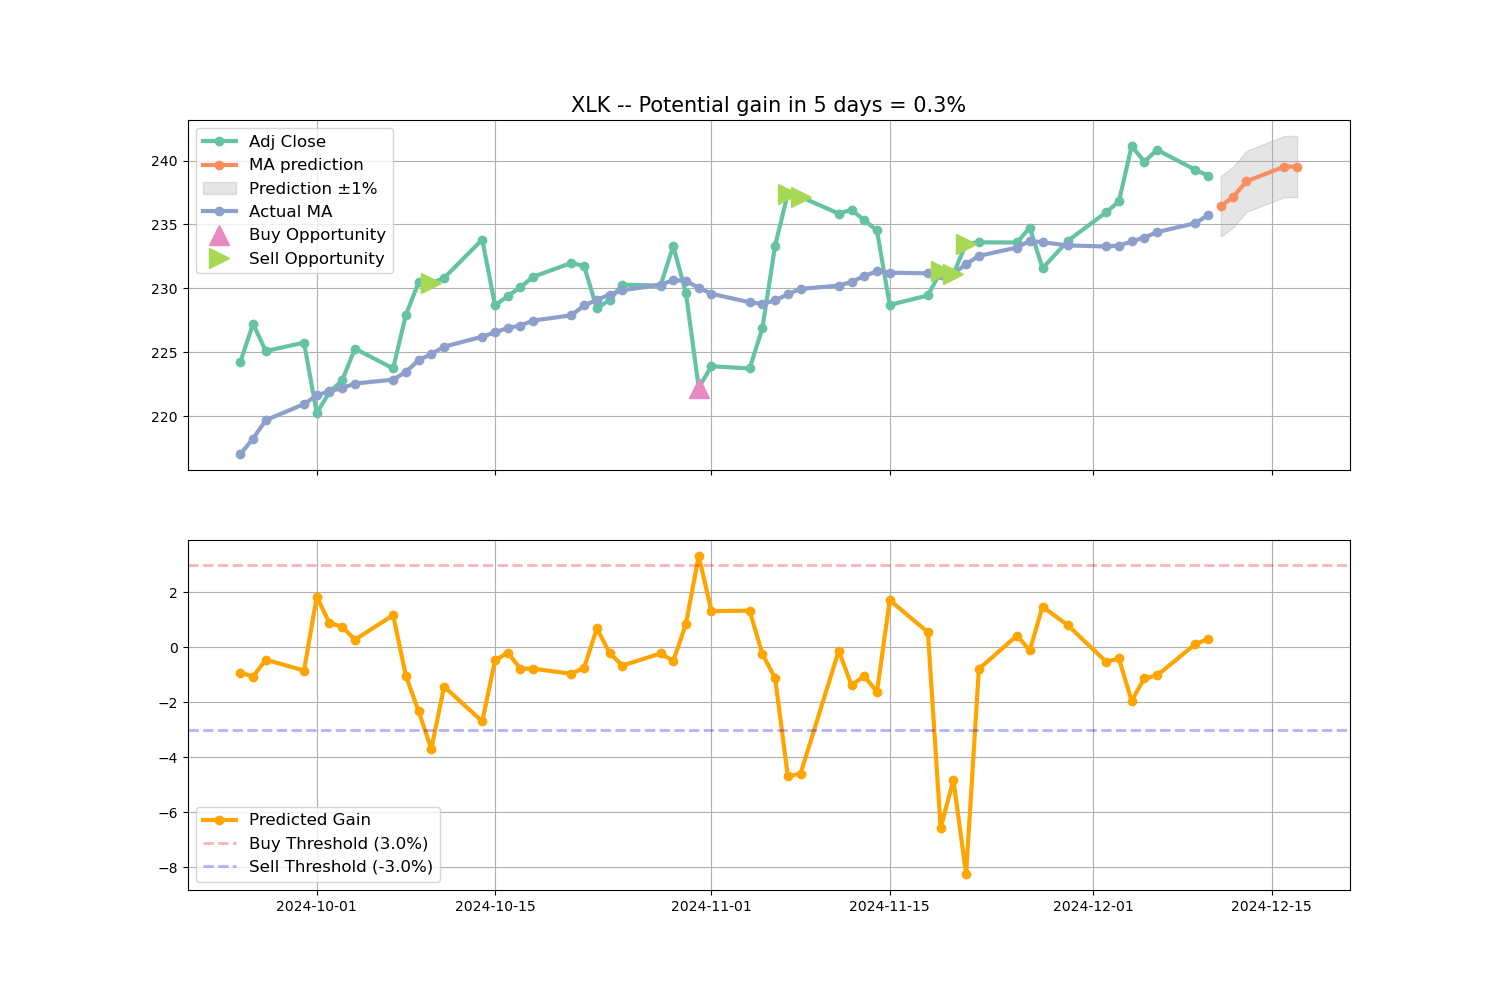 XLK -- Potential gain in 5 days = 0.3%
Adj Close
MA prediction
Prediction ±1%
Actual MA
Buy Opportunity
Sell Opportunity
240
235
230
225
220
2
0
−2
−4
−6
−8
Predicted Gain
Buy Threshold (3.0%)
Sell Threshold (-3.0%)
2024-10-01
2024-10-15
2024-11-01
2024-11-15
2024-12-01
2024-12-15